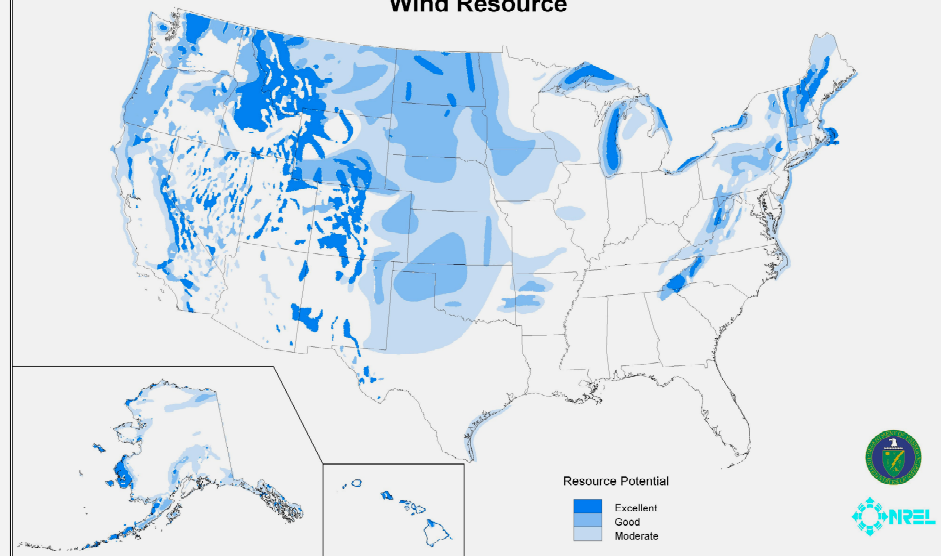 Wind Resource
Resource Potential
Excellent
Good
Moderate
NREL